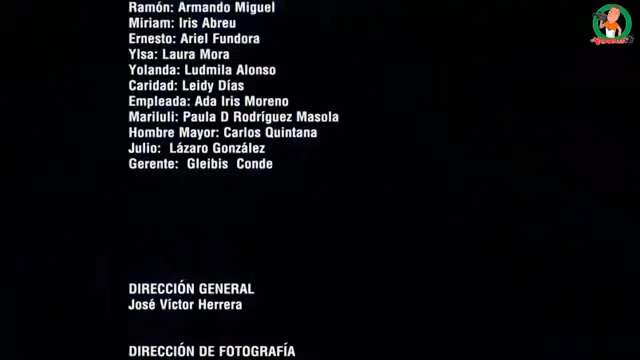 Ramón: Armando Miguel
Miriam: Iris Abreu
Ernesto: Ariel Fundora
Ylsa: Laura Mora
Yolanda: Ludmila Alonso
Caridad: Leidy Días
Empleada: Ada Iris Moreno
Mariluli: Paula D Rodríguez Masola
Hombre Mayor: Carlos Quintana
Julio: Lázaro González
Gerente: Gleibis Conde
DIRECCIÓN GENERAL
José Víctor Herrera
DIRECCIÓN DE FOTOGRAFÍA